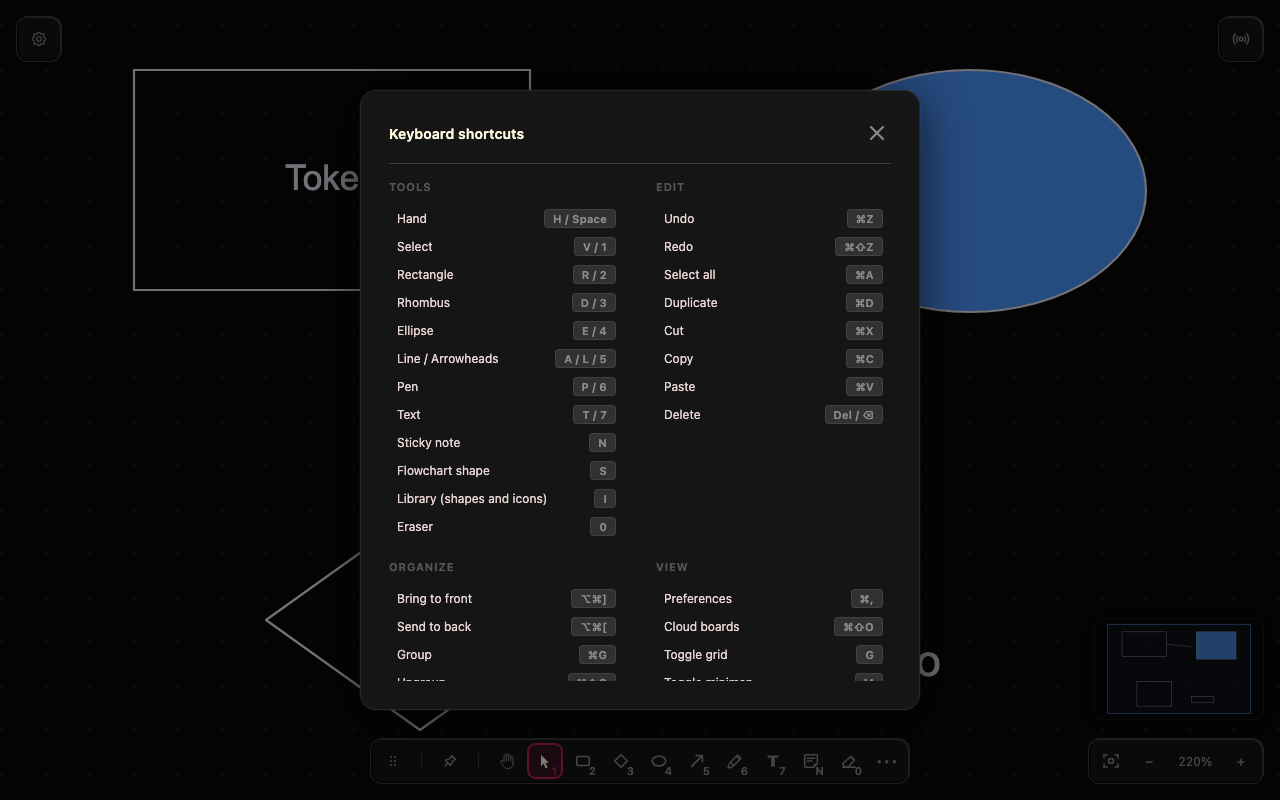 Toke
Keyboard shortcuts
TOOLS
Hand H / Space
Select V / 1
Rectangle R / 2
Rhombus D / 3
Ellipse E / 4
Line / Arrowheads A / L / 5
Pen P / 6
Text T / 7
Sticky note N
Flowchart shape S
Library (shapes and icons) I
Eraser 0
EDIT
Undo ⌘Z
Redo ⌘⇧Z
Select all ⌘A
Duplicate ⌘D
Cut ⌘X
Copy ⌘C
Paste ⌘V
Delete Del / ⌫
ORGANIZE
Bring to front ⌥⌘]
Send to back ⌥⌘[
Group ⌘G
VIEW
Preferences ⌘,
Cloud boards ⌘⇧O
Toggle grid G
1 2 3 4 5 6 T 7 N 0
220%